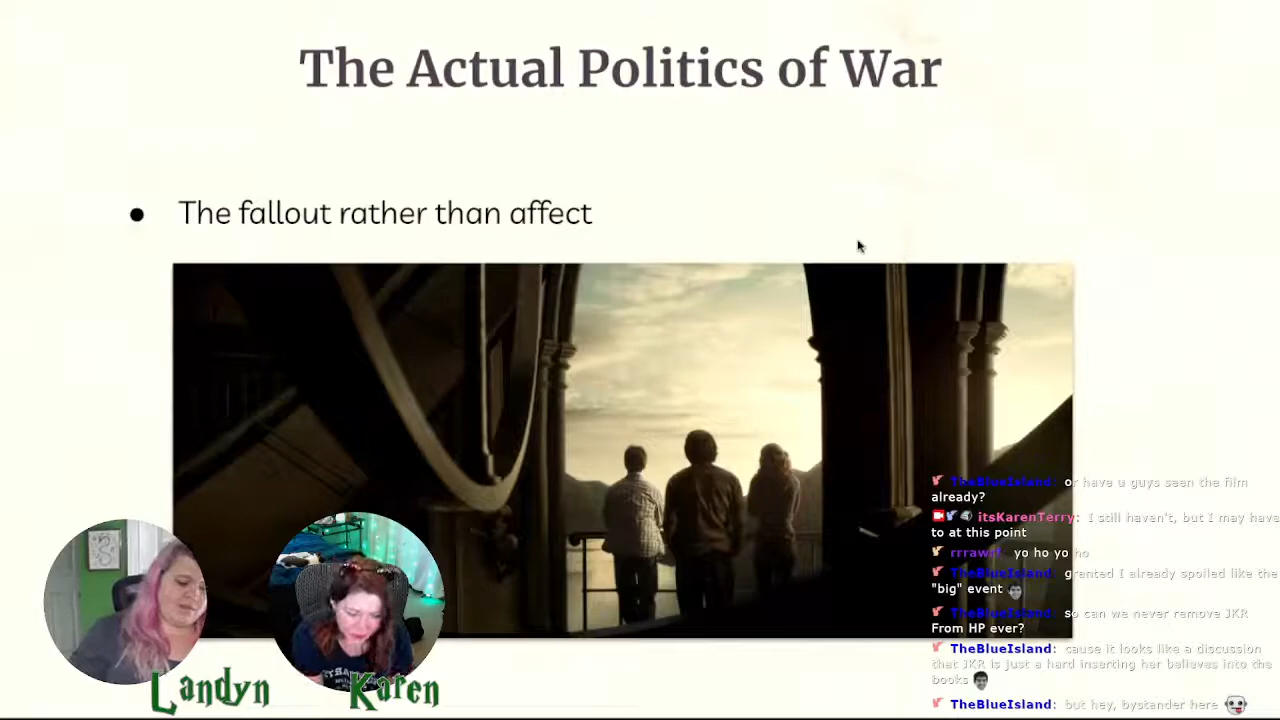 The Actual Politics of War
● The fallout rather than affect
TheBlueIsland: or have u guys seen the film
already?
itsKarenTerry: I still haven't, but I may have
to at this point
yo ho yo ho
TheBlueIsland: granted I already spoiled like the
"big" event
TheBlueIsland: so can we never remove JKR
From HP ever?
TheBlueIsland: cause it looks like a discussion
that JKR is just a hard inserting her believes into the
books
TheBlueIsland: but hey, bystander here
Landyn
Karen